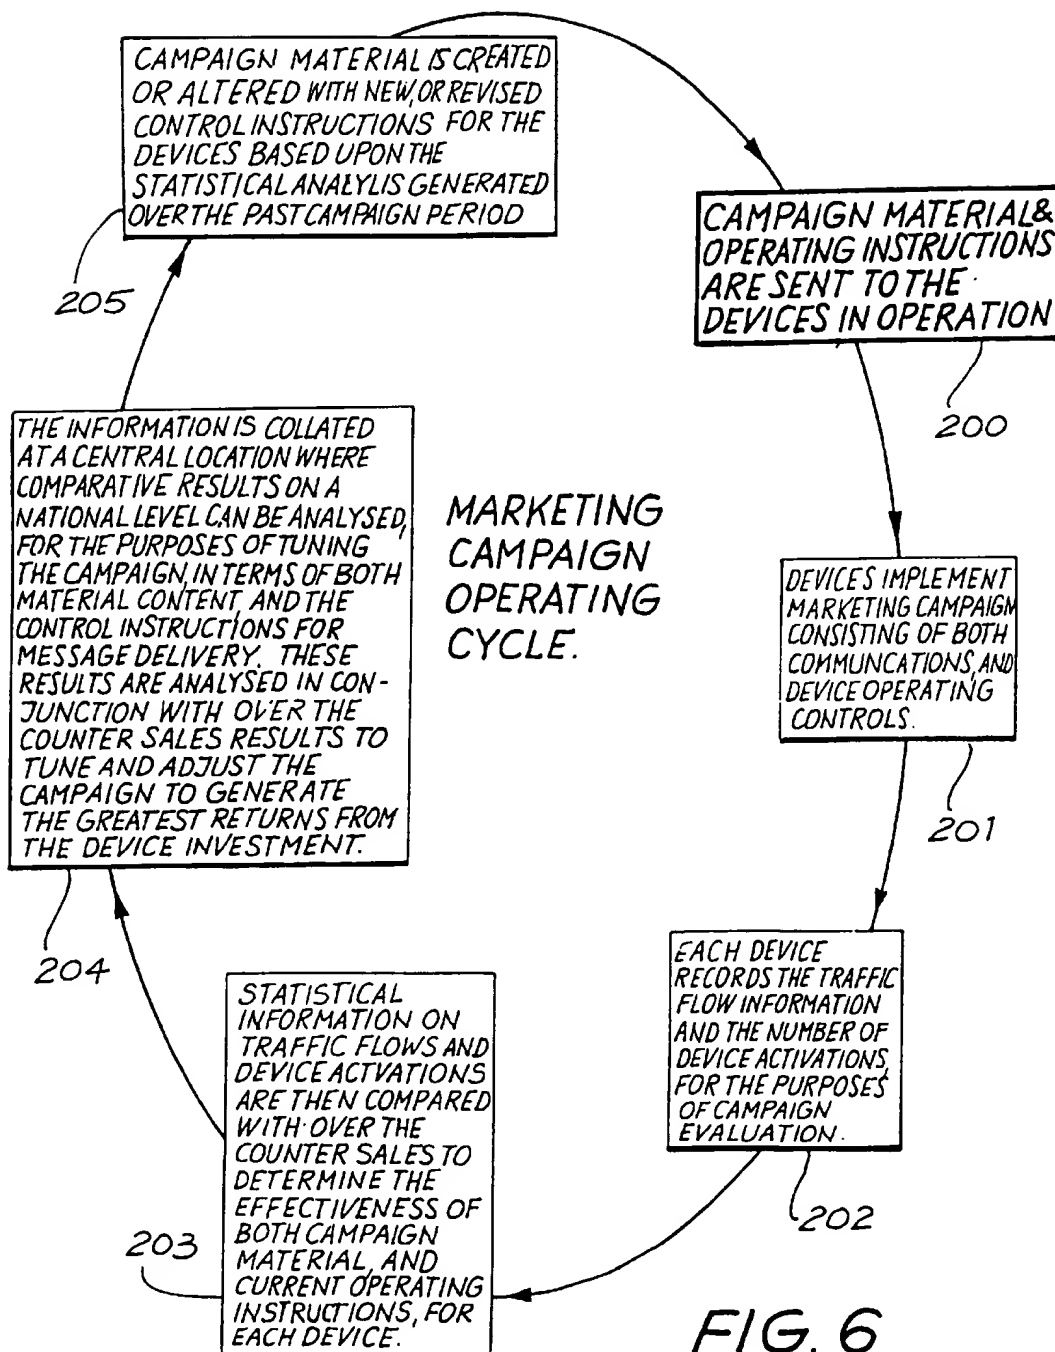 CAMPAIGN MATERIAL IS CREATED
OR ALTERED WITH NEW, OR REVISED
CONTROL INSTRUCTIONS FOR THE
DEVICES BASED UPON THE
STATISTICAL ANALYLIS GENERATED
OVER THE PAST CAMPAIGN PERIOD
205
CAMPAIGN MATERIAL &
OPERATING INSTRUCTIONS
ARE SENT TO THE
DEVICES IN OPERATION
200
DEVICES IMPLEMENT
MARKETING CAMPAIGN
CONSISTING OF BOTH
COMMUNCATIONS, AND
DEVICE OPERATING
CONTROLS.
201
EACH DEVICE
RECORDS THE TRAFFIC
FLOW INFORMATION
AND THE NUMBER OF
DEVICE ACTIVATIONS,
FOR THE PURPOSES
OF CAMPAIGN
EVALUATION.
202
STATISTICAL
INFORMATION ON
TRAFFIC FLOWS AND
DEVICE ACTVATIONS
ARE THEN COMPARED
WITH OVER THE
COUNTER SALES TO
DETERMINE THE
EFFECTIVENESS OF
BOTH CAMPAIGN
MATERIAL, AND
CURRENT OPERATING
INSTRUCTIONS, FOR
EACH DEVICE.
203
THE INFORMATION IS COLLATED
AT A CENTRAL LOCATION WHERE
COMPARATIVE RESULTS ON A
NATIONAL LEVEL CAN BE ANALYSED,
FOR THE PURPOSES OF TUNING
THE CAMPAIGN, IN TERMS OF BOTH
MATERIAL CONTENT, AND THE
CONTROL INSTRUCTIONS FOR
MESSAGE DELIVERY. THESE
RESULTS ARE ANALYSED IN CON-
JUNCTION WITH OVER THE
COUNTER SALES RESULTS TO
TUNE AND ADJUST THE
CAMPAIGN TO GENERATE
THE GREATEST RETURNS FROM
THE DEVICE INVESTMENT.
204
MARKETING
CAMPAIGN
OPERATING
CYCLE.
FIG. 6